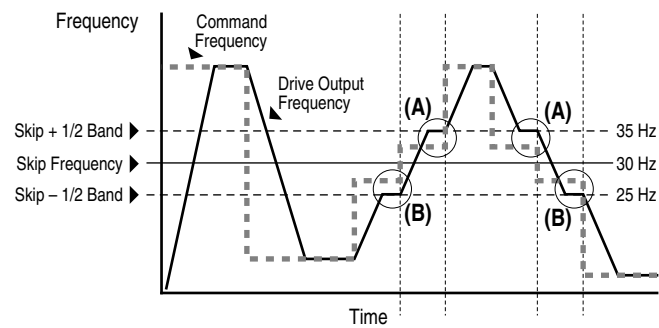 Frequency
Command
Frequency
Drive Output
Frequency
(A)
(A)
Skip + 1/2 Band
35 Hz
Skip Frequency
30 Hz
Skip – 1/2 Band
25 Hz
(B)
(B)
Time